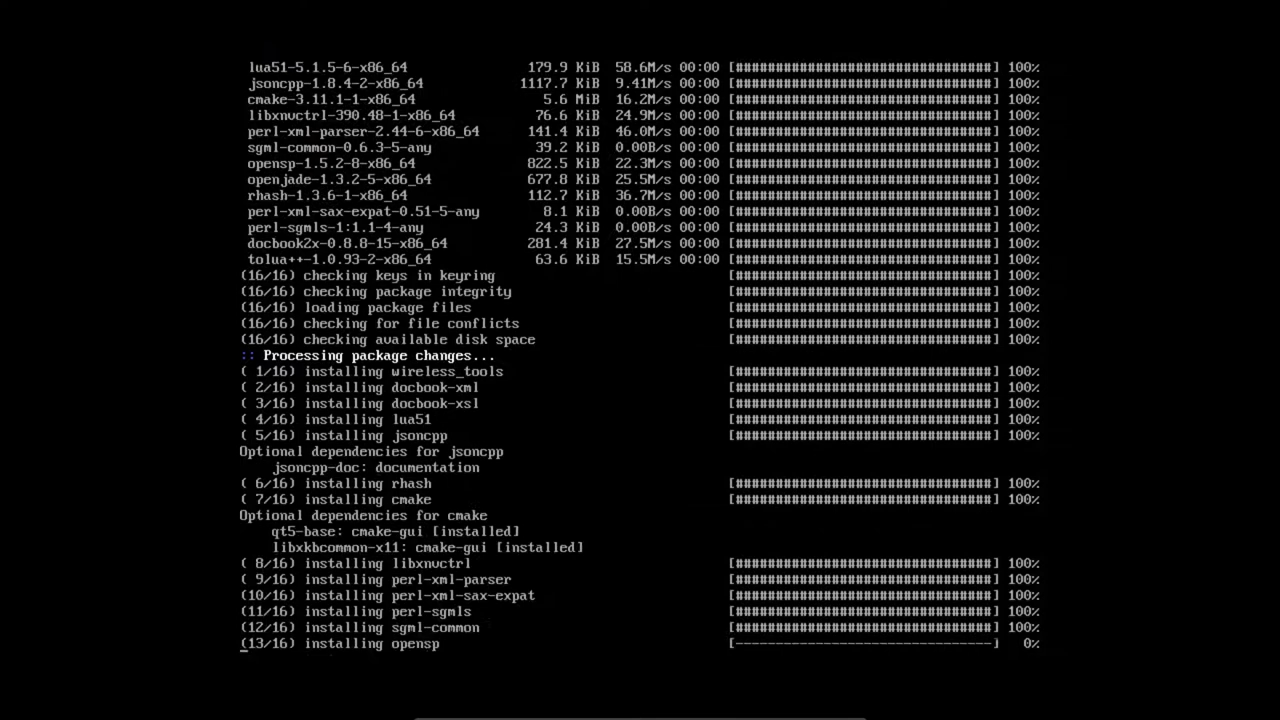 lua51-5.1.5-6-x86_64 179.9 KiB 58.6M/s 00:00 [################################] 100%
jsoncpp-1.8.4-2-x86_64 1117.7 KiB 9.41M/s 00:00 [################################] 100%
cmake-3.11.1-1-x86_64 5.6 MiB 16.2M/s 00:00 [################################] 100%
libxnvctrl-390.48-1-x86_64 76.6 KiB 24.9M/s 00:00 [################################] 100%
perl-xml-parser-2.44-6-x86_64 141.4 KiB 46.0M/s 00:00 [################################] 100%
sgml-common-0.6.3-5-any 39.2 KiB 0.00B/s 00:00 [################################] 100%
opensp-1.5.2-8-x86_64 822.5 KiB 22.3M/s 00:00 [################################] 100%
openjade-1.3.2-5-x86_64 677.8 KiB 25.5M/s 00:00 [################################] 100%
rhash-1.3.6-1-x86_64 112.7 KiB 36.7M/s 00:00 [################################] 100%
perl-xml-sax-expat-0.51-5-any 8.1 KiB 0.00B/s 00:00 [################################] 100%
perl-sgmls-1:1.1-4-any 24.3 KiB 0.00B/s 00:00 [################################] 100%
docbook2x-0.8.8-15-x86_64 281.4 KiB 27.5M/s 00:00 [################################] 100%
tolua++-1.0.93-2-x86_64 63.6 KiB 15.5M/s 00:00 [################################] 100%
(16/16) checking keys in keyring [################################] 100%
(16/16) checking package integrity [################################] 100%
(16/16) loading package files [################################] 100%
(16/16) checking for file conflicts [################################] 100%
(16/16) checking available disk space [################################] 100%
:: Processing package changes...
( 1/16) installing wireless_tools [################################] 100%
( 2/16) installing docbook-xml [################################] 100%
( 3/16) installing docbook-xsl [################################] 100%
( 4/16) installing lua51 [################################] 100%
( 5/16) installing jsoncpp [################################] 100%
Optional dependencies for jsoncpp
jsoncpp-doc: documentation
( 6/16) installing rhash [################################] 100%
( 7/16) installing cmake [################################] 100%
Optional dependencies for cmake
qt5-base: cmake-gui [installed]
libxkbcommon-x11: cmake-gui [installed]
( 8/16) installing libxnvctrl [################################] 100%
( 9/16) installing perl-xml-parser [################################] 100%
(10/16) installing perl-xml-sax-expat [################################] 100%
(11/16) installing perl-sgmls [################################] 100%
(12/16) installing sgml-common [################################] 100%
(13/16) installing opensp [--------------------------------] 0%